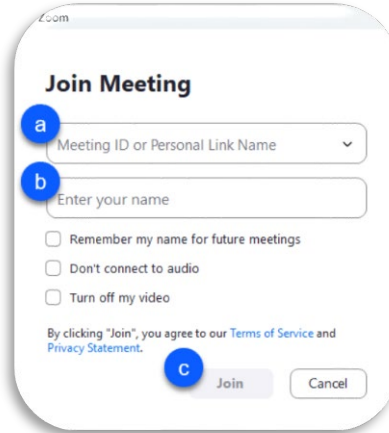 Zoom
Join Meeting
a
Meeting ID or Personal Link Name
b
Enter your name
Remember my name for future meetings
Don't connect to audio
Turn off my video
By clicking "Join", you agree to our Terms of Service and
Privacy Statement.
c
Join Cancel